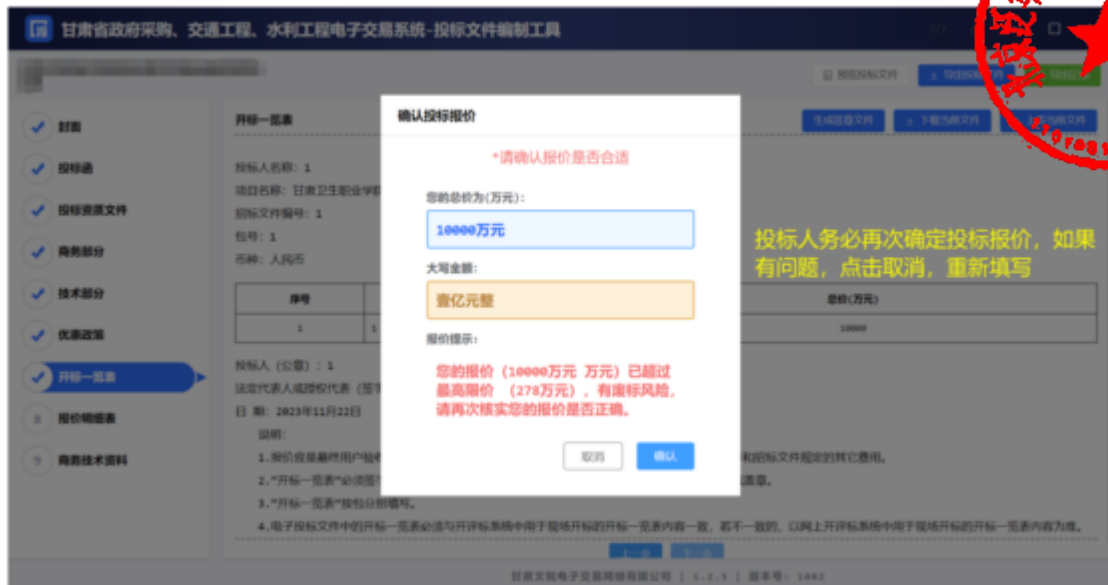 甘肃省政府采购、交通工程、水利工程电子交易系统-投标文件编制工具
预览投标文件
封面
投标函
投标资质文件
商务部分
技术部分
优惠政策
开标一览表
8 报价明细表
9 商务技术资料
开标一览表
生成签章文件 下载当前文件
投标人名称：1
项目名称：甘肃卫生职业学院
招标文件编号：1
包号：1
币种：人民币
序号 总价(万元)
1 1 10000
投标人（公章）：1
法定代表人或授权代表（签字
日 期：2023年11月22日
说明：
1.报价应是最终用户验收 和招标文件规定的其它费用。
2."开标一览表"必须签 盖章。
3."开标一览表"按包分别填写。
4.电子投标文件中的开标一览表必须与开评标系统中用于现场开标的开标一览表内容一致，若不一致的，以网上开评标系统中用于现场开标的开标一览表内容为准。
上一步 下一步
确认投标报价
*请确认报价是否合适
您的总价为(万元)：
10000万元
大写金额：
壹亿元整
报价提示：
您的报价（10000万元 万元）已超过
最高限价 （278万元），有废标风险，
请再次核实您的报价是否正确。
取消 确认
投标人务必再次确定投标报价，如果
有问题，点击取消，重新填写
甘肃文锐电子交易网络有限公司 | 1.2.3 | 版本号：1002